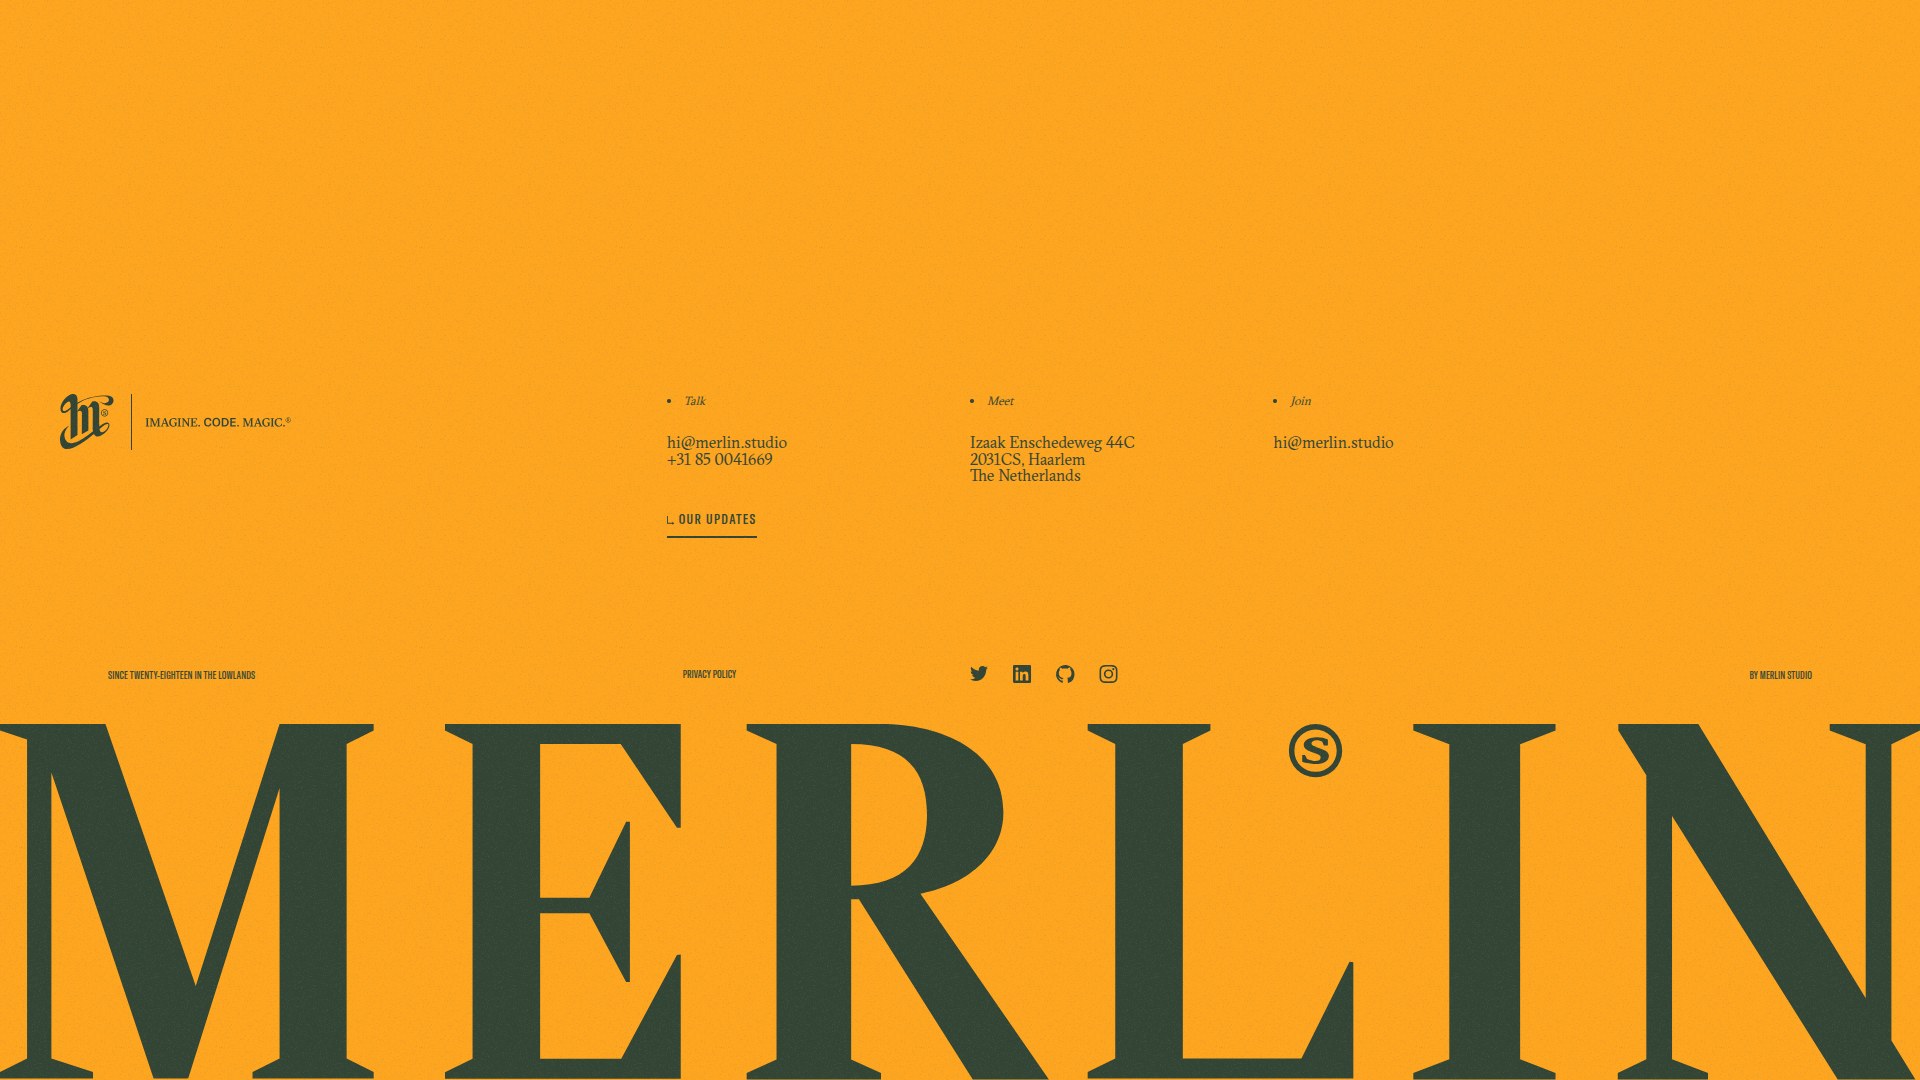 m
IMAGINE. CODE. MAGIC.®
Talk
hi@merlin.studio
+31 85 0041669
OUR UPDATES
Meet
Izaak Enschedeweg 44C
2031CS, Haarlem
The Netherlands
Join
hi@merlin.studio
SINCE TWENTY-EIGHTEEN IN THE LOWLANDS
PRIVACY POLICY
in
BY MERLIN STUDIO
MERLIN
S